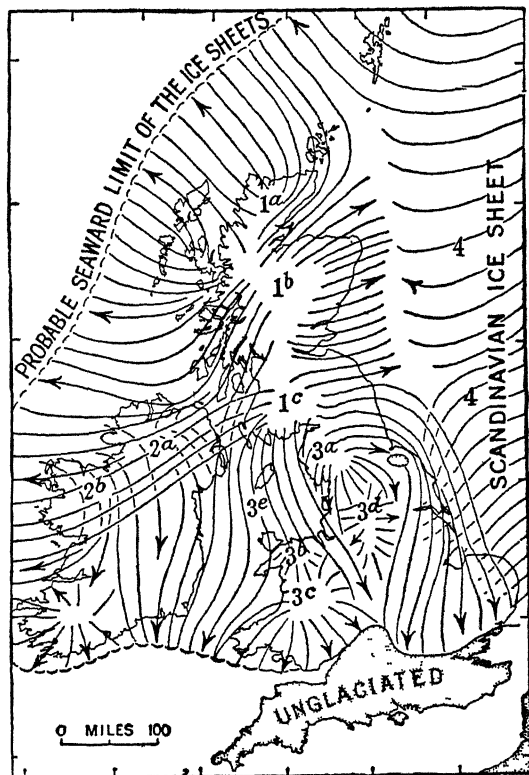 PROBABLE SEAWARD LIMIT OF THE ICE SHEETS
1a
1b
SCANDINAVIAN ICE SHEET
4
1c
4
2a
3a
2b
3e
3d
3b
3c
UNGLACIATED
0 MILES 100